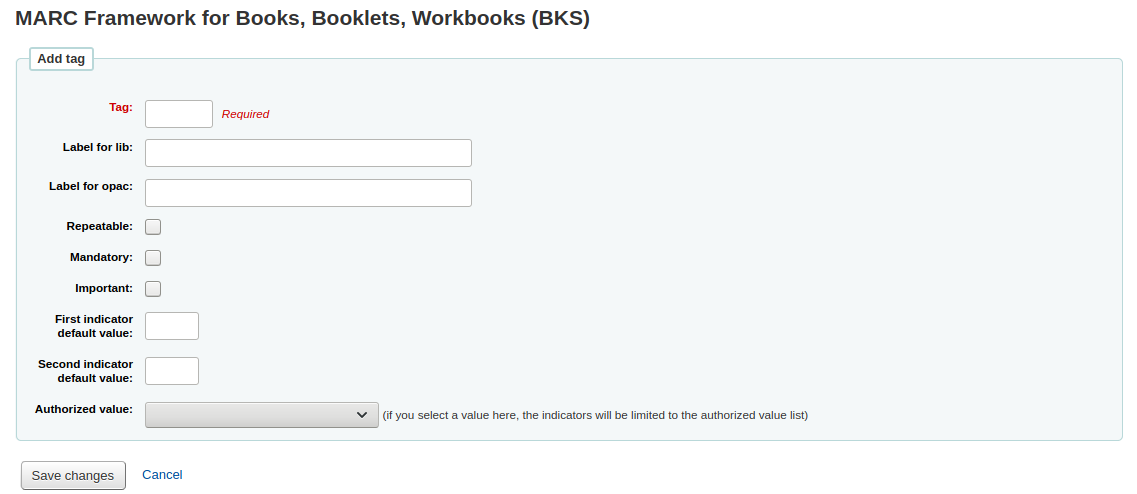 MARC Framework for Books, Booklets, Workbooks (BKS)
Add tag
Tag: Required
Label for lib:
Label for opac:
Repeatable:
Mandatory:
Important:
First indicator
default value:
Second indicator
default value:
Authorized value: (if you select a value here, the indicators will be limited to the authorized value list)
Save changes Cancel